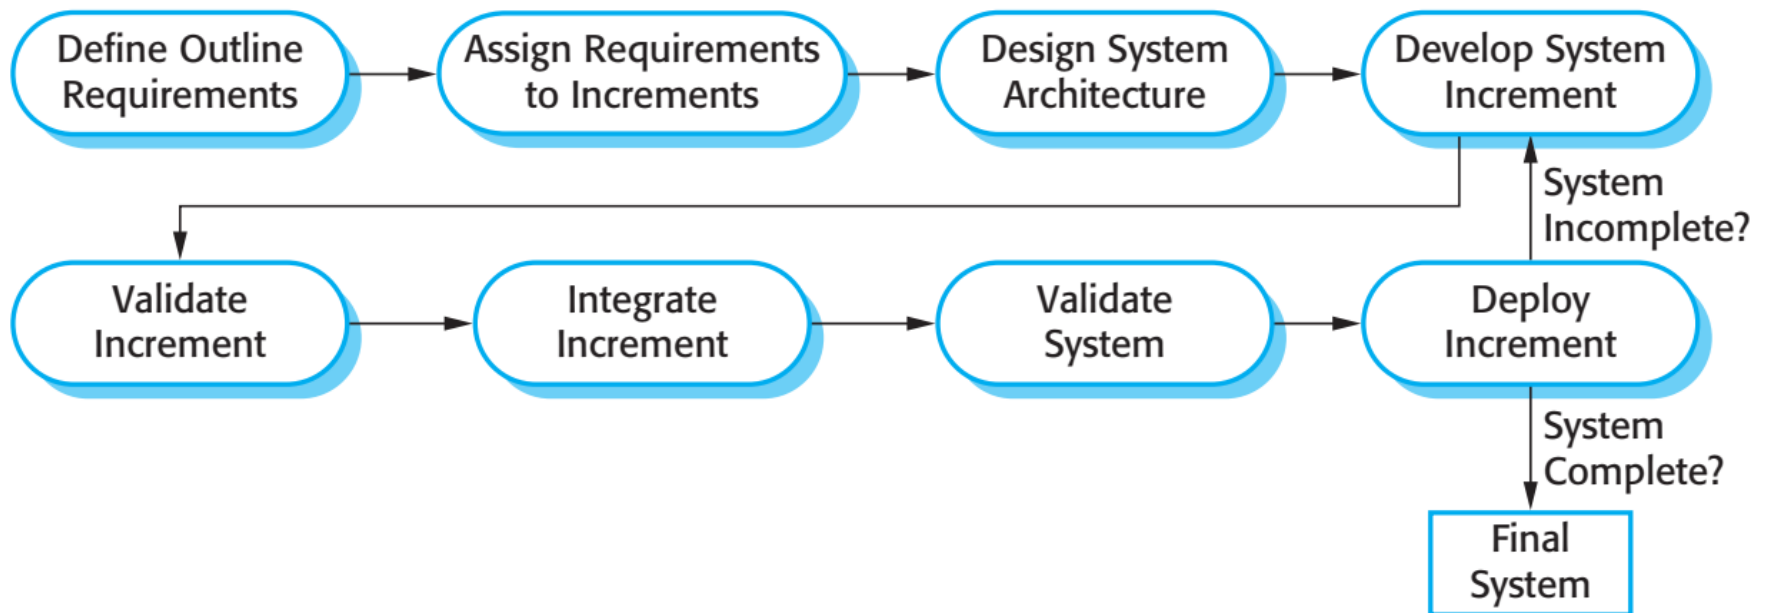 Define Outline
Requirements
Assign Requirements
to Increments
Design System
Architecture
Develop System
Increment
System
Incomplete?
Validate
Increment
Integrate
Increment
Validate
System
Deploy
Increment
System
Complete?
Final
System